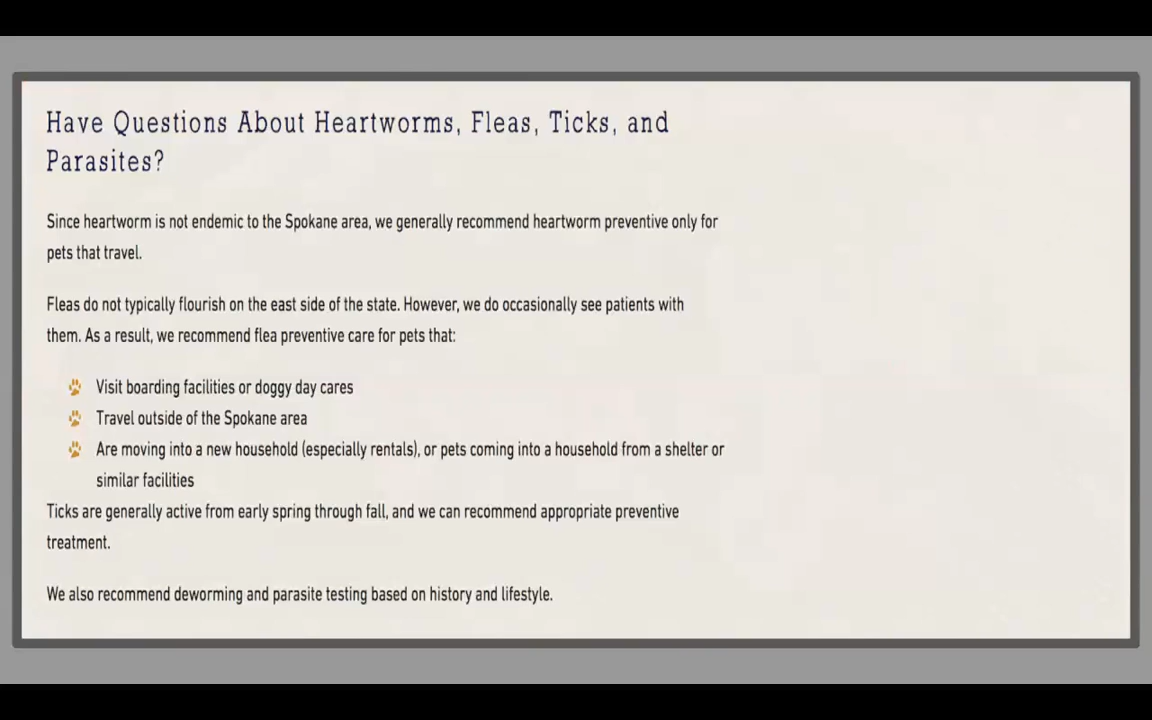 Have Questions About Heartworms, Fleas, Ticks, and
Parasites?
Since heartworm is not endemic to the Spokane area, we generally recommend heartworm preventive only for
pets that travel.
Fleas do not typically flourish on the east side of the state. However, we do occasionally see patients with
them. As a result, we recommend flea preventive care for pets that:
Visit boarding facilities or doggy day cares
Travel outside of the Spokane area
Are moving into a new household (especially rentals), or pets coming into a household from a shelter or
similar facilities
Ticks are generally active from early spring through fall, and we can recommend appropriate preventive
treatment.
We also recommend deworming and parasite testing based on history and lifestyle.